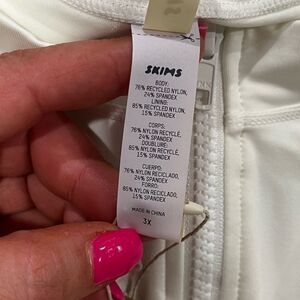 SKIMS
BODY:
76% RECYCLED NYLON,
24% SPANDEX
LINING:
85% RECYCLED NYLON,
15% SPANDEX
CORPS:
76% NYLON RECYCLÉ,
24% SPANDEX
DOUBLURE:
85% NYLON RECYCLÉ,
15% SPANDEX
CUERPO:
76% NYLON RECICLADO,
24% SPANDEX
FORRO:
85% NYLON RECICLADO,
15% SPANDEX
MADE IN CHINA
3X